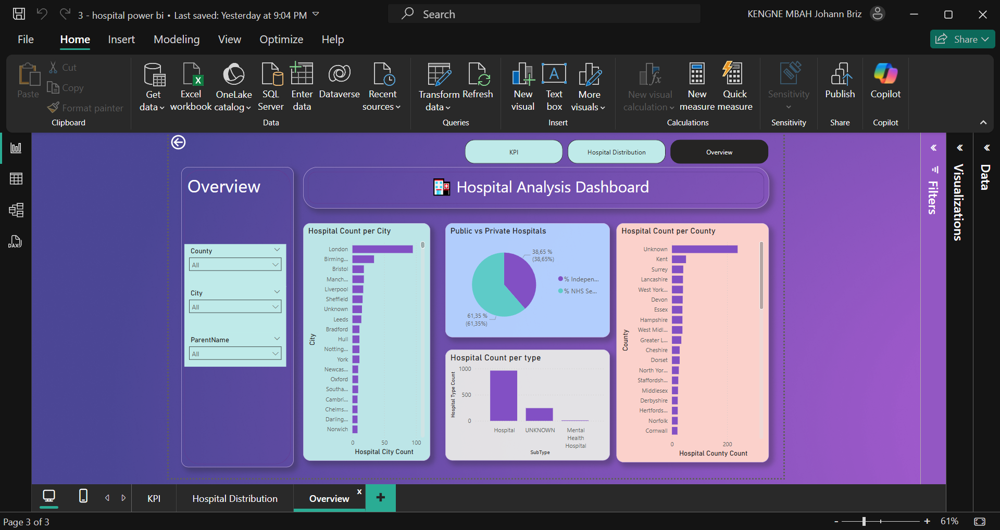 3 - hospital power bi • Last saved: Yesterday at 9:04 PM
Search
KENGNE MBAH Johann Briz
File
Home
Insert
Modeling
View
Optimize
Help
Share
Paste
Cut
Copy
Format painter
Clipboard
Get
data
Excel
workbook
OneLake
catalog
SQL
Server
Enter
data
Dataverse
Recent
sources
Data
Transform
data
Refresh
Queries
New
visual
A
Text
box
More
visuals
Insert
New visual
calculation
New
measure
Quick
measure
Calculations
Sensitivity
Sensitivity
Publish
Share
Copilot
Copilot
DAX
KPI
Hospital Distribution
Overview
Overview
Hospital Analysis Dashboard
County
All
City
All
ParentName
All
Hospital Count per City
City
London
Birming...
Bristol
Manch...
Liverpool
Sheffield
Unknown
Leeds
Bradford
Hull
Notting...
York
Newcas...
Oxford
Southa...
Cambri...
Chelms...
Darling...
Norwich
0
50
100
Hospital City Count
Public vs Private Hospitals
38,65 %
(38,65%)
61,35 %
(61,35%)
% Indepen...
% NHS Se...
Hospital Count per type
Hospital Type Count
1000
500
0
Hospital
UNKNOWN
Mental
Health
Hospital
SubType
Hospital Count per County
County
Unknown
Kent
Surrey
Lancashire
West York...
Devon
Essex
Hampshire
West Midl...
Greater L...
Cheshire
Dorset
North Yor...
Staffordsh...
Middlesex
Derbyshire
Hertfords...
Norfolk
Cornwall
0
200
Hospital County Count
Filters
Visualizations
Data
KPI
Hospital Distribution
Overview
x
Page 3 of 3
- +
61%